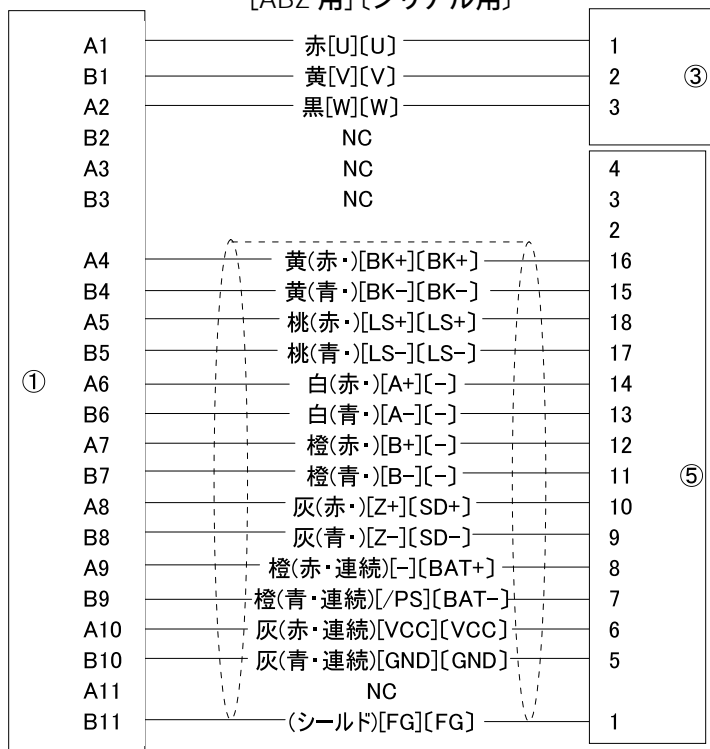 [ABZ 用]〔シリアル用〕
A1 赤[U]〔U〕 1
B1 黄[V]〔V〕 2 ③
A2 黒[W]〔W〕 3
B2 NC
A3 NC 4
B3 NC 3
2
A4 黄(赤・)[BK+]〔BK+〕 16
B4 黄(青・)[BK-]〔BK-〕 15
A5 桃(赤・)[LS+]〔LS+〕 18
B5 桃(青・)[LS-]〔LS-〕 17
① A6 白(赤・)[A+]〔-〕 14
B6 白(青・)[A-]〔-〕 13
A7 橙(赤・)[B+]〔-〕 12
B7 橙(青・)[B-]〔-〕 11 ⑤
A8 灰(赤・)[Z+]〔SD+〕 10
B8 灰(青・)[Z-]〔SD-〕 9
A9 橙(赤・連続)[-]〔BAT+〕 8
B9 橙(青・連続)[/PS]〔BAT-〕 7
A10 灰(赤・連続)[VCC]〔VCC〕 6
B10 灰(青・連続)[GND]〔GND〕 5
A11 NC
B11 (シールド)[FG]〔FG〕 1